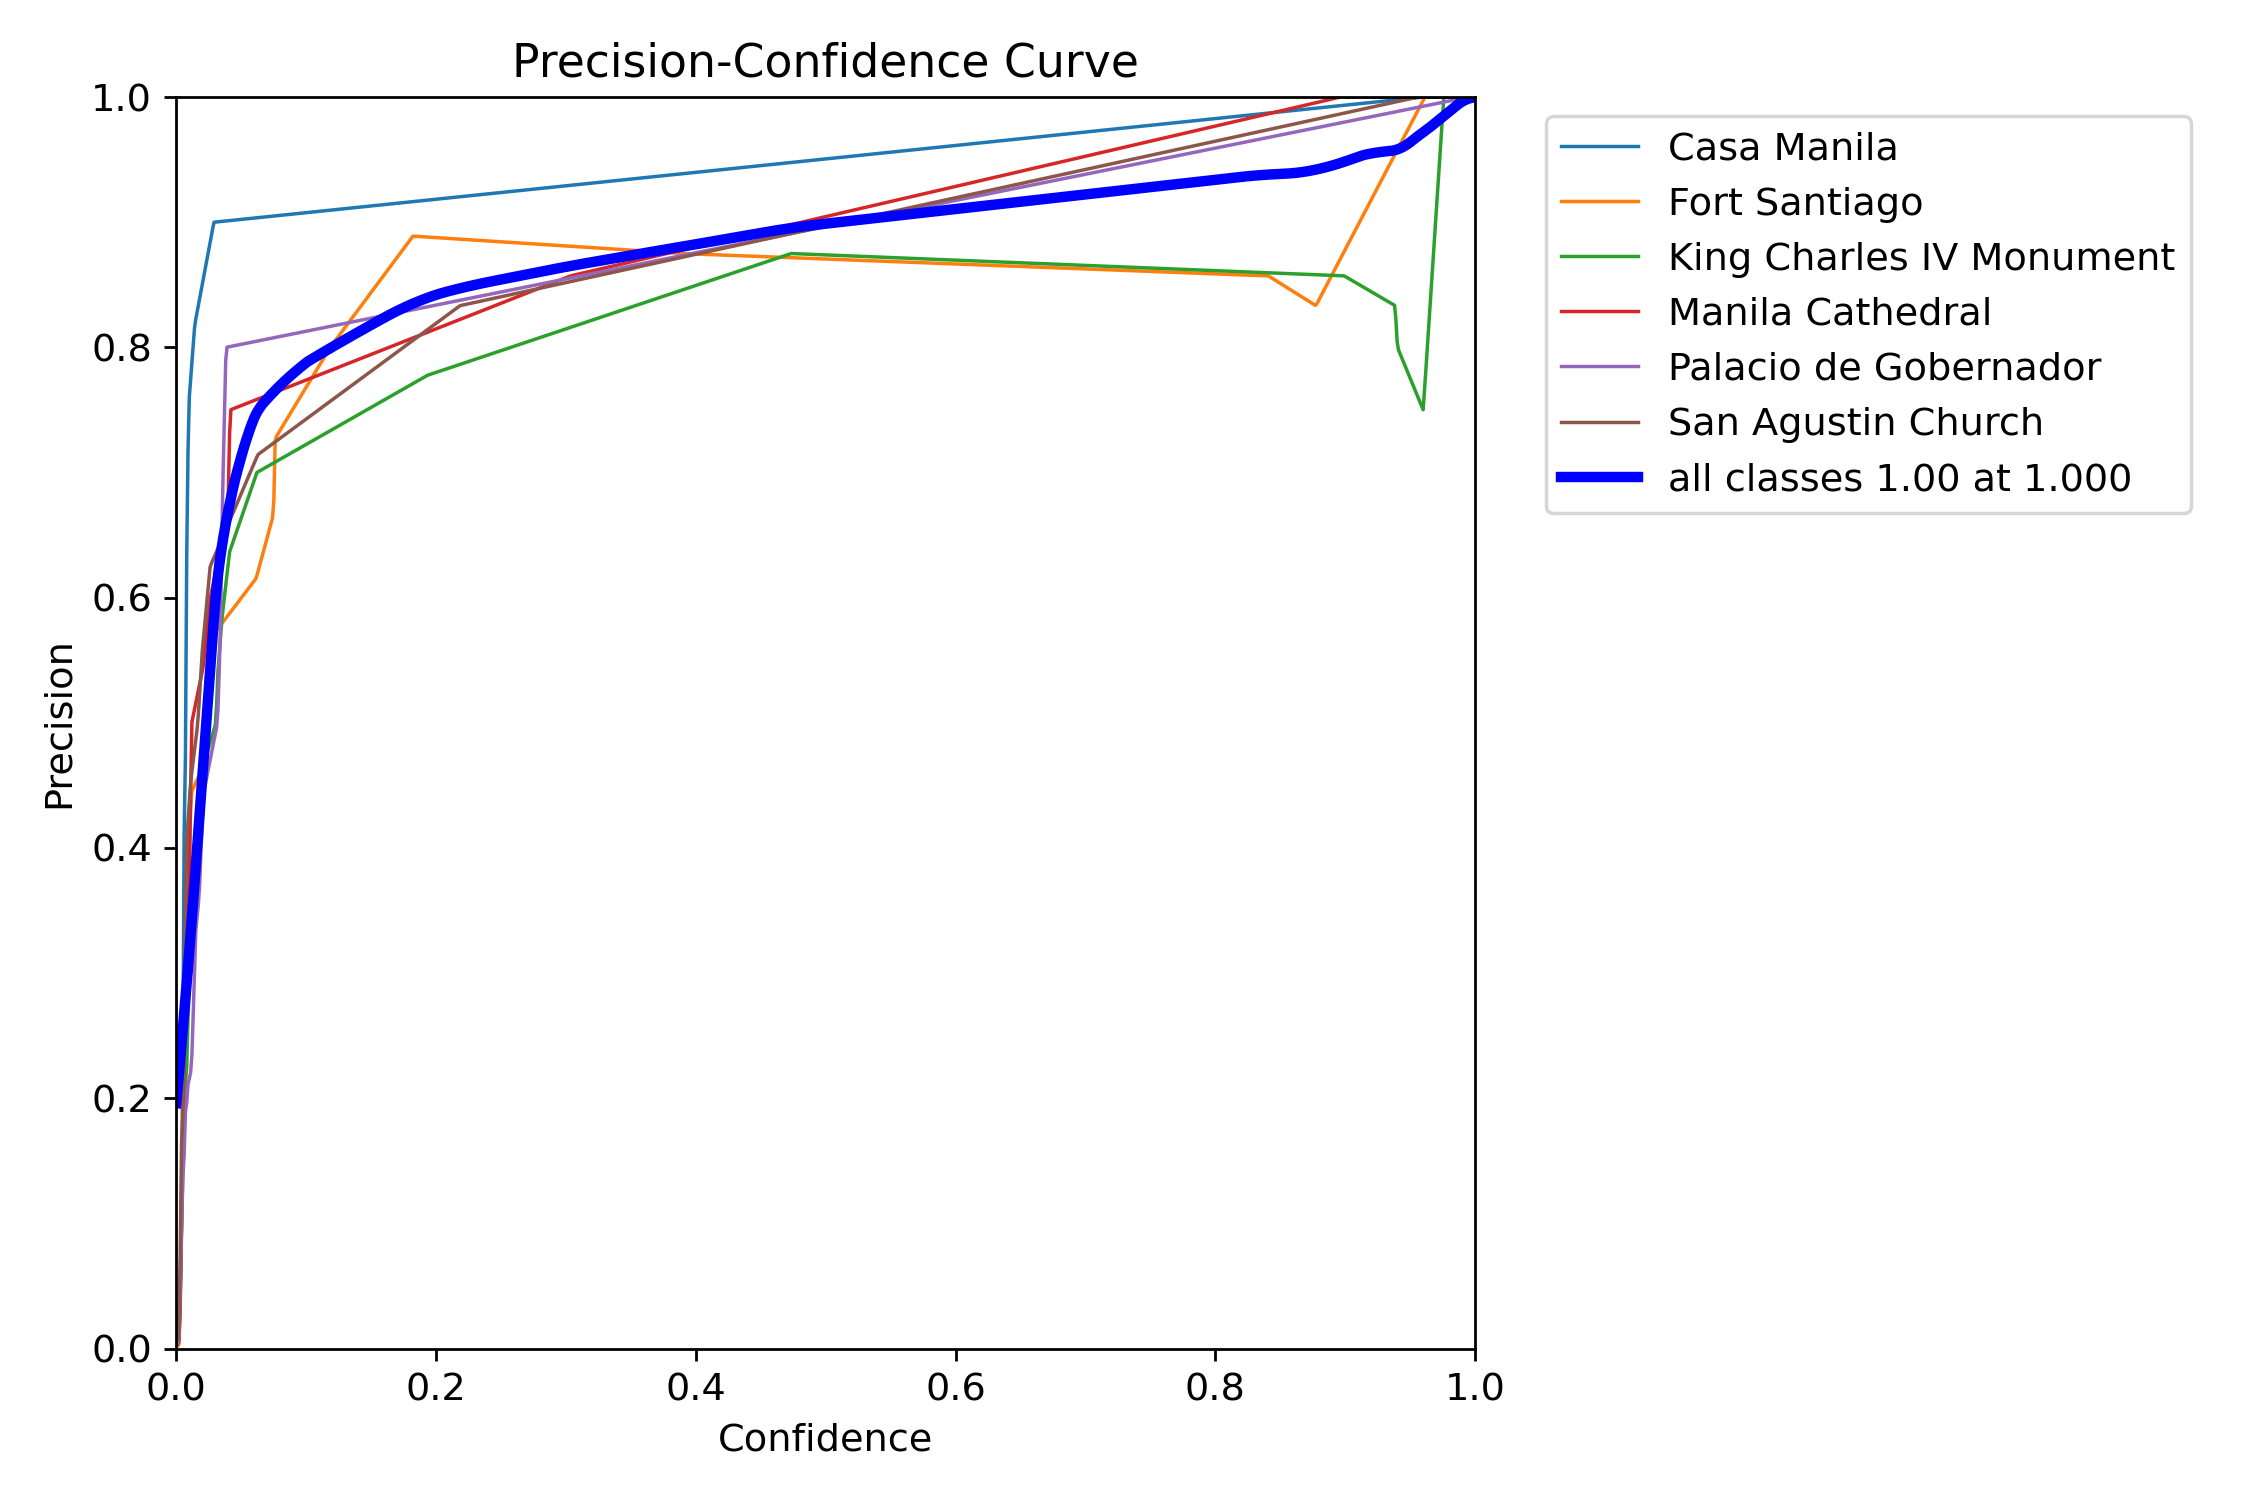 Precision-Confidence Curve
1.0
0.8
0.6
0.4
0.2
0.0
Precision
0.0 0.2 0.4 0.6 0.8 1.0
Confidence
Casa Manila
Fort Santiago
King Charles IV Monument
Manila Cathedral
Palacio de Gobernador
San Agustin Church
all classes 1.00 at 1.000